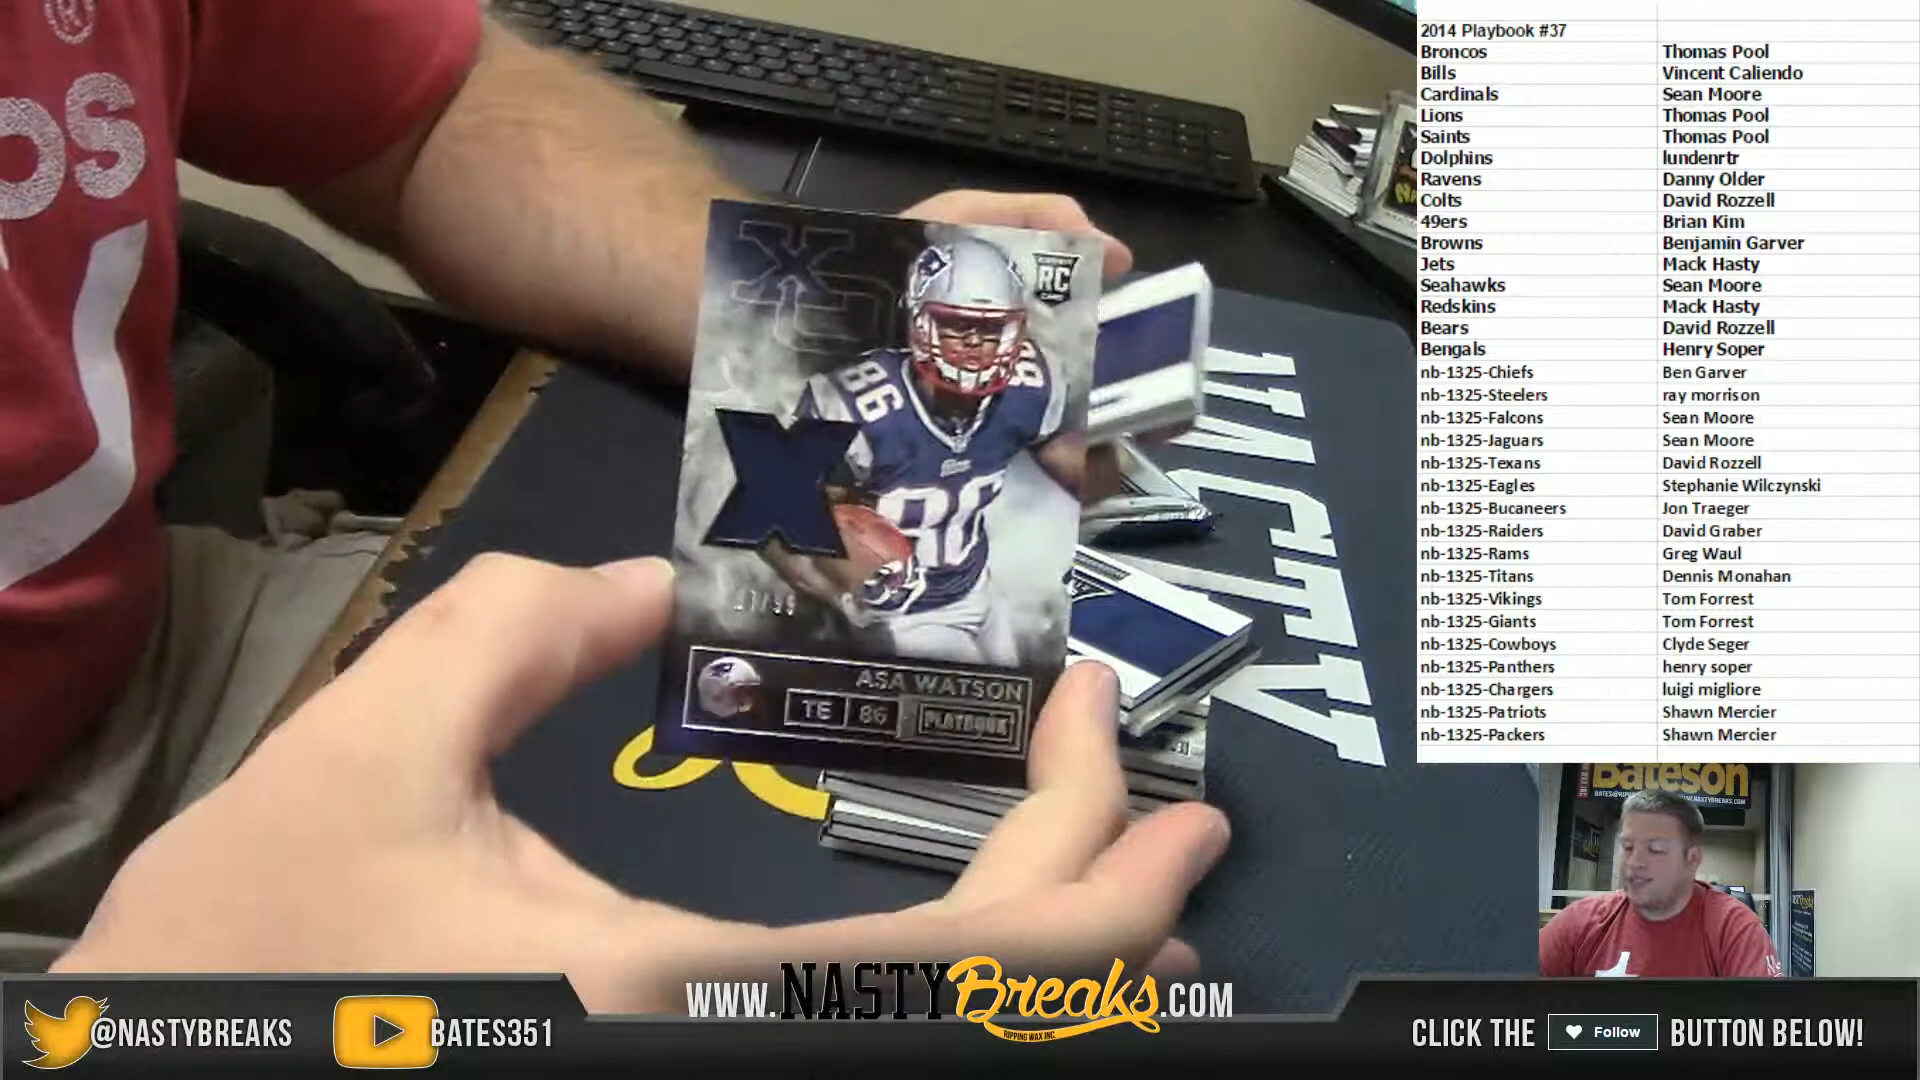 2014 Playbook #37
Broncos Thomas Pool
Bills Vincent Caliendo
Cardinals Sean Moore
Lions Thomas Pool
Saints Thomas Pool
Dolphins lundenrtr
Ravens Danny Older
Colts David Rozzell
49ers Brian Kim
Browns Benjamin Garver
Jets Mack Hasty
Seahawks Sean Moore
Redskins Mack Hasty
Bears David Rozzell
Bengals Henry Soper
nb-1325-Chiefs Ben Garver
nb-1325-Steelers ray morrison
nb-1325-Falcons Sean Moore
nb-1325-Jaguars Sean Moore
nb-1325-Texans David Rozzell
nb-1325-Eagles Stephanie Wilczynski
nb-1325-Bucaneers Jon Traeger
nb-1325-Raiders David Graber
nb-1325-Rams Greg Waul
nb-1325-Titans Dennis Monahan
nb-1325-Vikings Tom Forrest
nb-1325-Giants Tom Forrest
nb-1325-Cowboys Clyde Seger
nb-1325-Panthers henry soper
nb-1325-Chargers luigi migliore
nb-1325-Patriots Shawn Mercier
nb-1325-Packers Shawn Mercier
OS
RC
86
86
ASA WATSON
TE 86 PLAYBOOK
NASTY
Bateson
@NASTYBREAKS
BATES351
WWW.NASTYBreaks.COM
RIPPING WAX INC.
CLICK THE Follow BUTTON BELOW!